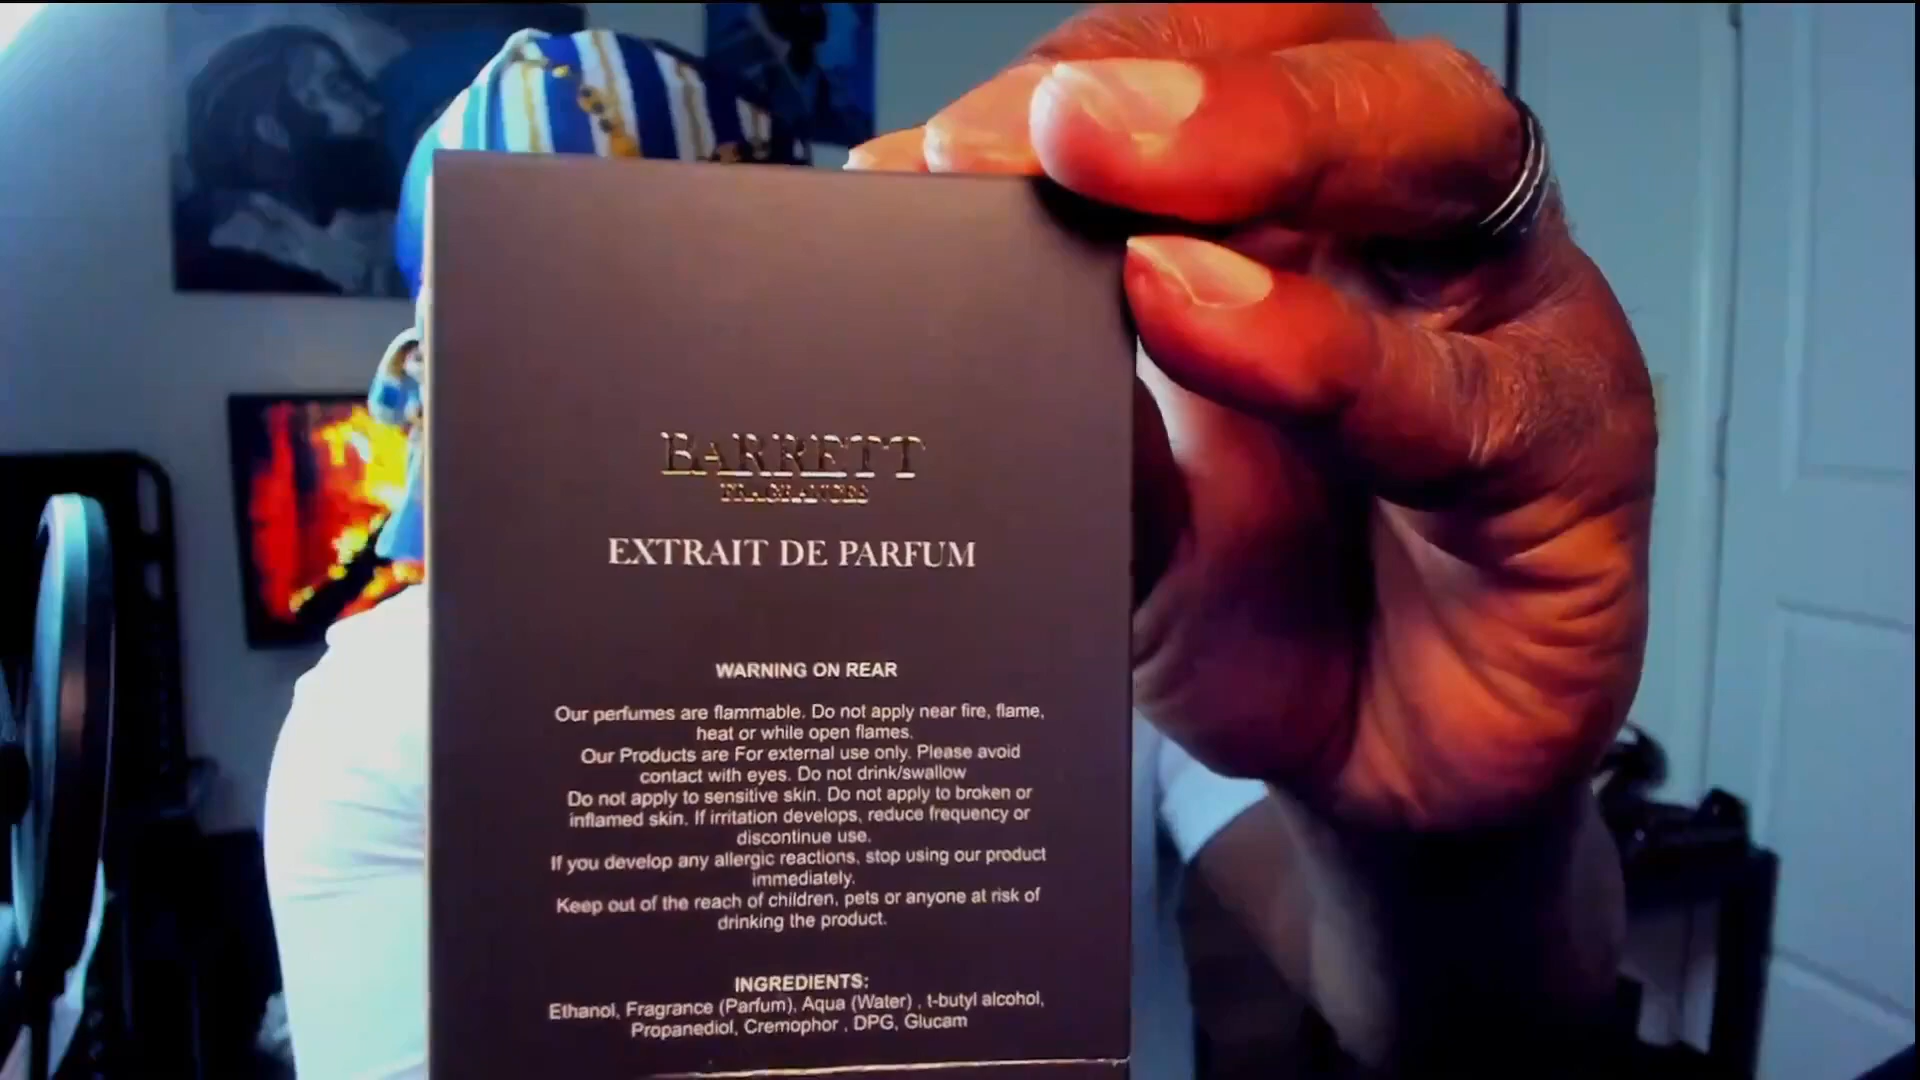 BARRETT
FRAGRANCES
EXTRAIT DE PARFUM
WARNING ON REAR
Our perfumes are flammable. Do not apply near fire, flame,
heat or while open flames.
Our Products are For external use only. Please avoid
contact with eyes. Do not drink/swallow
Do not apply to sensitive skin. Do not apply to broken or
inflamed skin. If irritation develops, reduce frequency or
discontinue use.
If you develop any allergic reactions, stop using our product
immediately.
Keep out of the reach of children, pets or anyone at risk of
drinking the product.
INGREDIENTS:
Ethanol, Fragrance (Parfum), Aqua (Water) , t-butyl alcohol,
Propanediol, Cremophor , DPG, Glucam